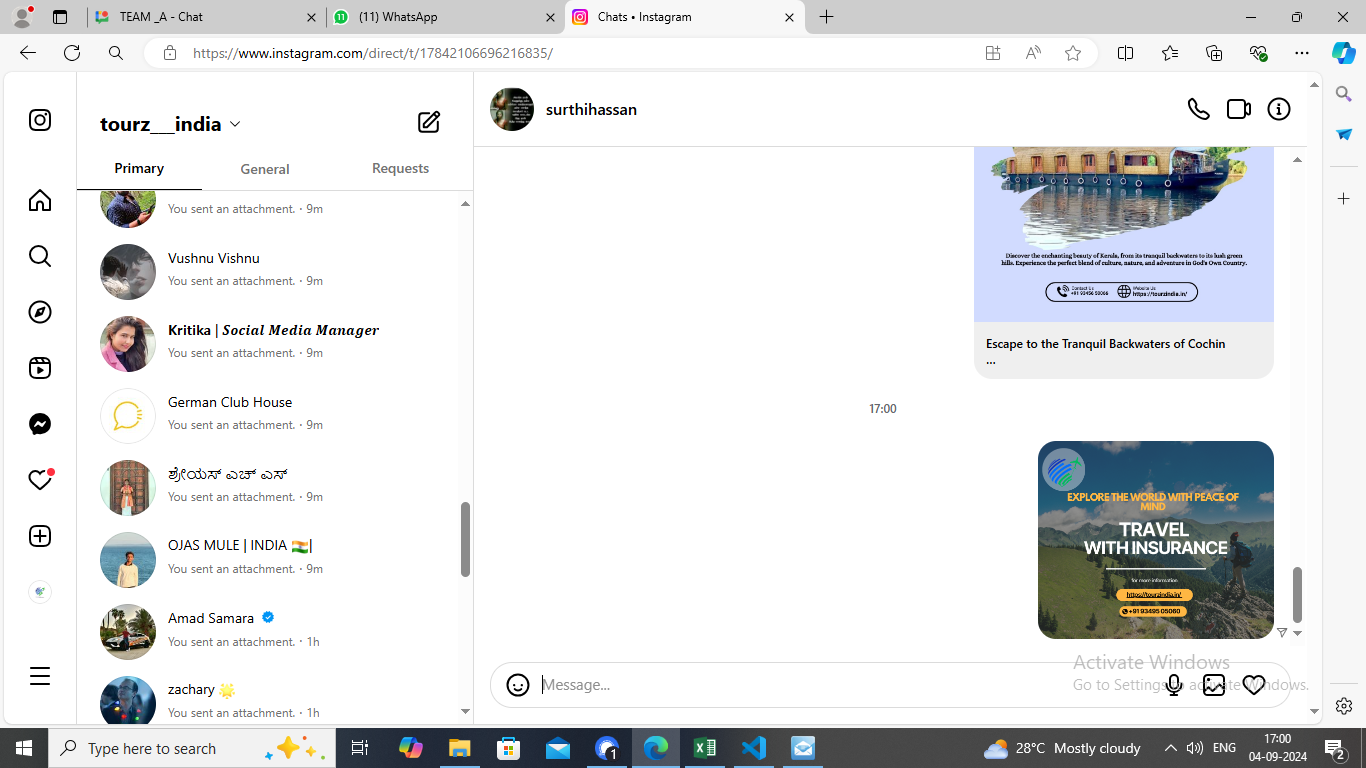 TEAM _A - Chat
(11) WhatsApp
Chats • Instagram
https://www.instagram.com/direct/t/17842106696216835/
tourz___india
Primary
General
Requests
You sent an attachment. · 9m
Vushnu Vishnu
You sent an attachment. · 9m
Kritika | 𝑺𝒐𝒄𝒊𝒂𝒍 𝑴𝒆𝒅𝒊𝒂 𝑴𝒂𝒏𝒂𝒈𝒆𝒓
You sent an attachment. · 9m
German Club House
You sent an attachment. · 9m
ಶ್ರೇಯಸ್ ಎಚ್ ಎಸ್
You sent an attachment. · 9m
OJAS MULE | INDIA 🇮🇳|
You sent an attachment. · 9m
Amad Samara
You sent an attachment. · 1h
zachary 🌟
You sent an attachment. · 1h
surthihassan
Discover the enchanting beauty of Kerala, from its tranquil backwaters to its lush green
hills. Experience the perfect blend of culture, nature, and adventure in God's Own Country.
Contact Us
Website Us
https://tourzindia.in/
Escape to the Tranquil Backwaters of Cochin
...
17:00
EXPLORE THE WORLD WITH PEACE OF
MIND
TRAVEL
WITH INSURANCE
for more information
https://tourzindia.in/
+91 93495 05060
Message...
Activate Windows
Go to Settings to activate Windows.
Type here to search
28°C Mostly cloudy
ENG
17:00
04-09-2024
2